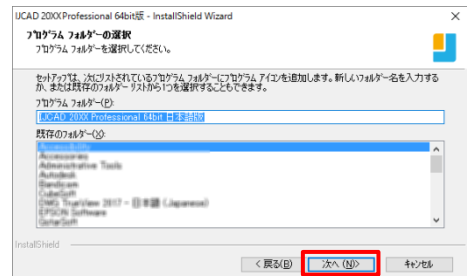 IJCAD 20XX Professional 64bit版 - InstallShield Wizard
プログラム フォルダーの選択
プログラム フォルダーを選択してください。
セットアップは、次にリストされているプログラム フォルダーにプログラム アイコンを追加します。新しいフォルダー名を入力する
か、または既存のフォルダー リストから1つを選択することもできます。
プログラム フォルダー(P):
IJCAD 20XX Professional 64bit 日本語版
既存のフォルダー(X):
Accessibility
Accessories
Administrative Tools
Autodesk
Bandicam
CubeSoft
DWG TrueView 2017 - 日本語 (Japanese)
EPSON Software
InstallShield
< 戻る(B)
次へ (N)>
キャンセル